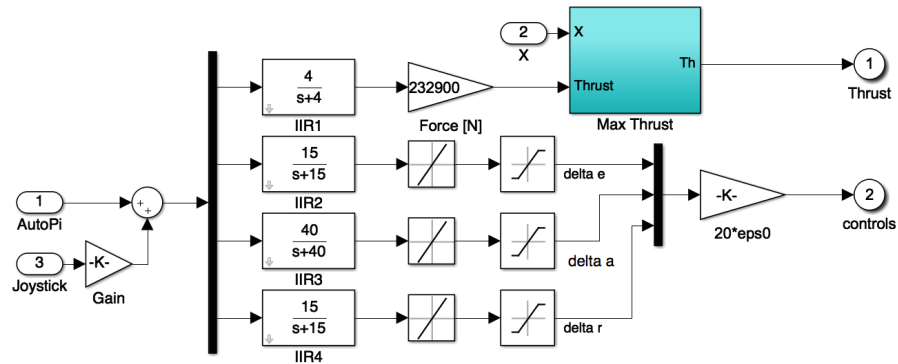 2
X
X
Th
Thrust
Max Thrust
1
Thrust
4
s+4
IIR1
232900
Force [N]
15
s+15
IIR2
delta e
1
AutoPi
+
+
3
Joystick
-K-
Gain
40
s+40
IIR3
delta a
-K-
20*eps0
2
controls
15
s+15
IIR4
delta r